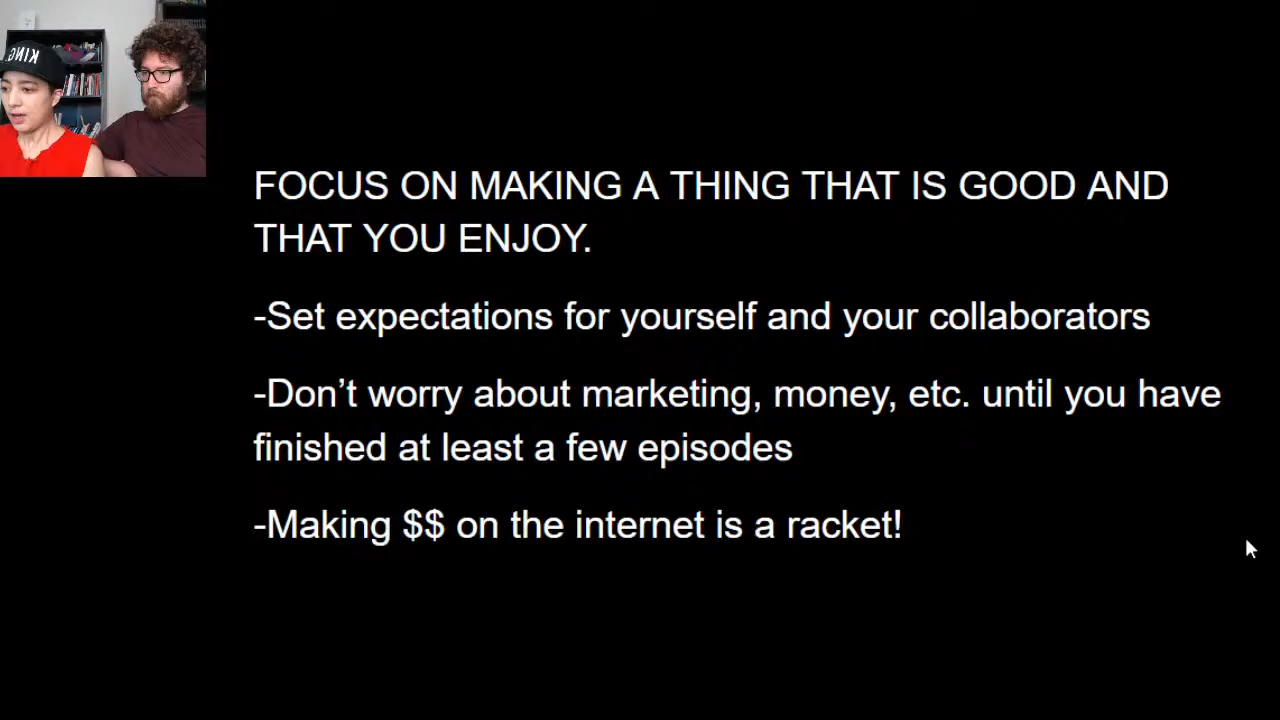 KING
FOCUS ON MAKING A THING THAT IS GOOD AND
THAT YOU ENJOY.
-Set expectations for yourself and your collaborators
-Don’t worry about marketing, money, etc. until you have
finished at least a few episodes
-Making $$ on the internet is a racket!